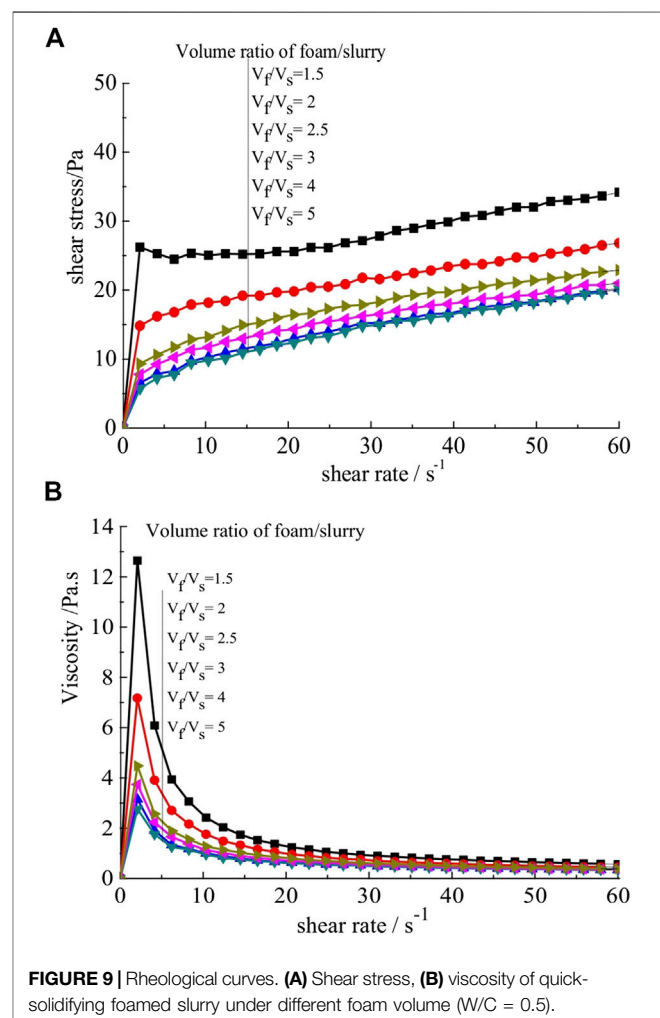 A
Volume ratio of foam/slurry
Vf/Vs=1.5
Vf/Vs= 2
Vf/Vs= 2.5
Vf/Vs= 3
Vf/Vs= 4
Vf/Vs= 5
50
40
30
20
10
0
shear stress/Pa
0 10 20 30 40 50 60
shear rate / s-1
B
Volume ratio of foam/slurry
Vf/Vs=1.5
Vf/Vs= 2
Vf/Vs= 2.5
Vf/Vs= 3
Vf/Vs= 4
Vf/Vs= 5
14
12
10
8
6
4
2
0
Viscosity /Pa.s
0 10 20 30 40 50 60
shear rate / s-1
FIGURE 9 | Rheological curves. (A) Shear stress, (B) viscosity of quick-
solidifying foamed slurry under different foam volume (W/C = 0.5).